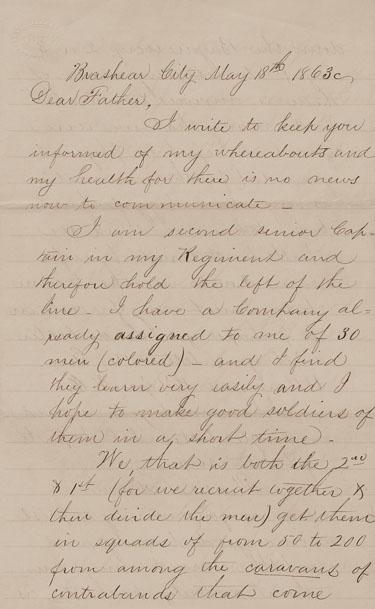 Brashear City May 18th 1863
Dear Father,
I write to keep you
informed of my whereabouts and
my health for there is no news
now to communicate -
I am second senior Cap-
tain in my Regiment and
therefore hold the left of the
line - I have a Company al=
ready assigned to me of 30
men (colored) - and I find
they learn very easily and I
hope to make good soldiers of
them in a short time -
We, that is both the 2nd
& 1st (for we recruit together &
then divide the men) get them
in squads of from 50 to 200
from among the caravans of
contrabands that come